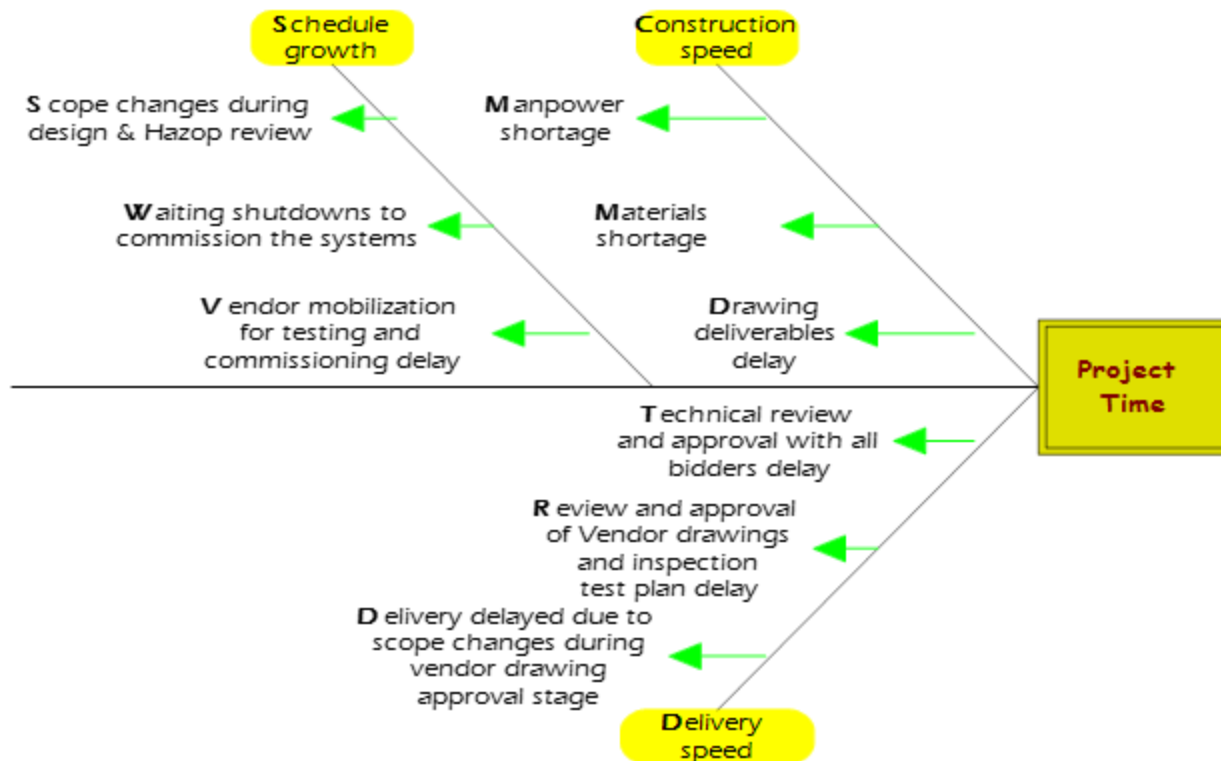 Schedule
growth
Construction
speed
Scope changes during
design & Hazop review
Manpower
shortage
Waiting shutdowns to
commission the systems
Materials
shortage
Vendor mobilization
for testing and
commissioning delay
Drawing
deliverables
delay
Project
Time
Technical review
and approval with all
bidders delay
Review and approval
of Vendor drawings
and inspection
test plan delay
Delivery delayed due to
scope changes during
vendor drawing
approval stage
Delivery
speed